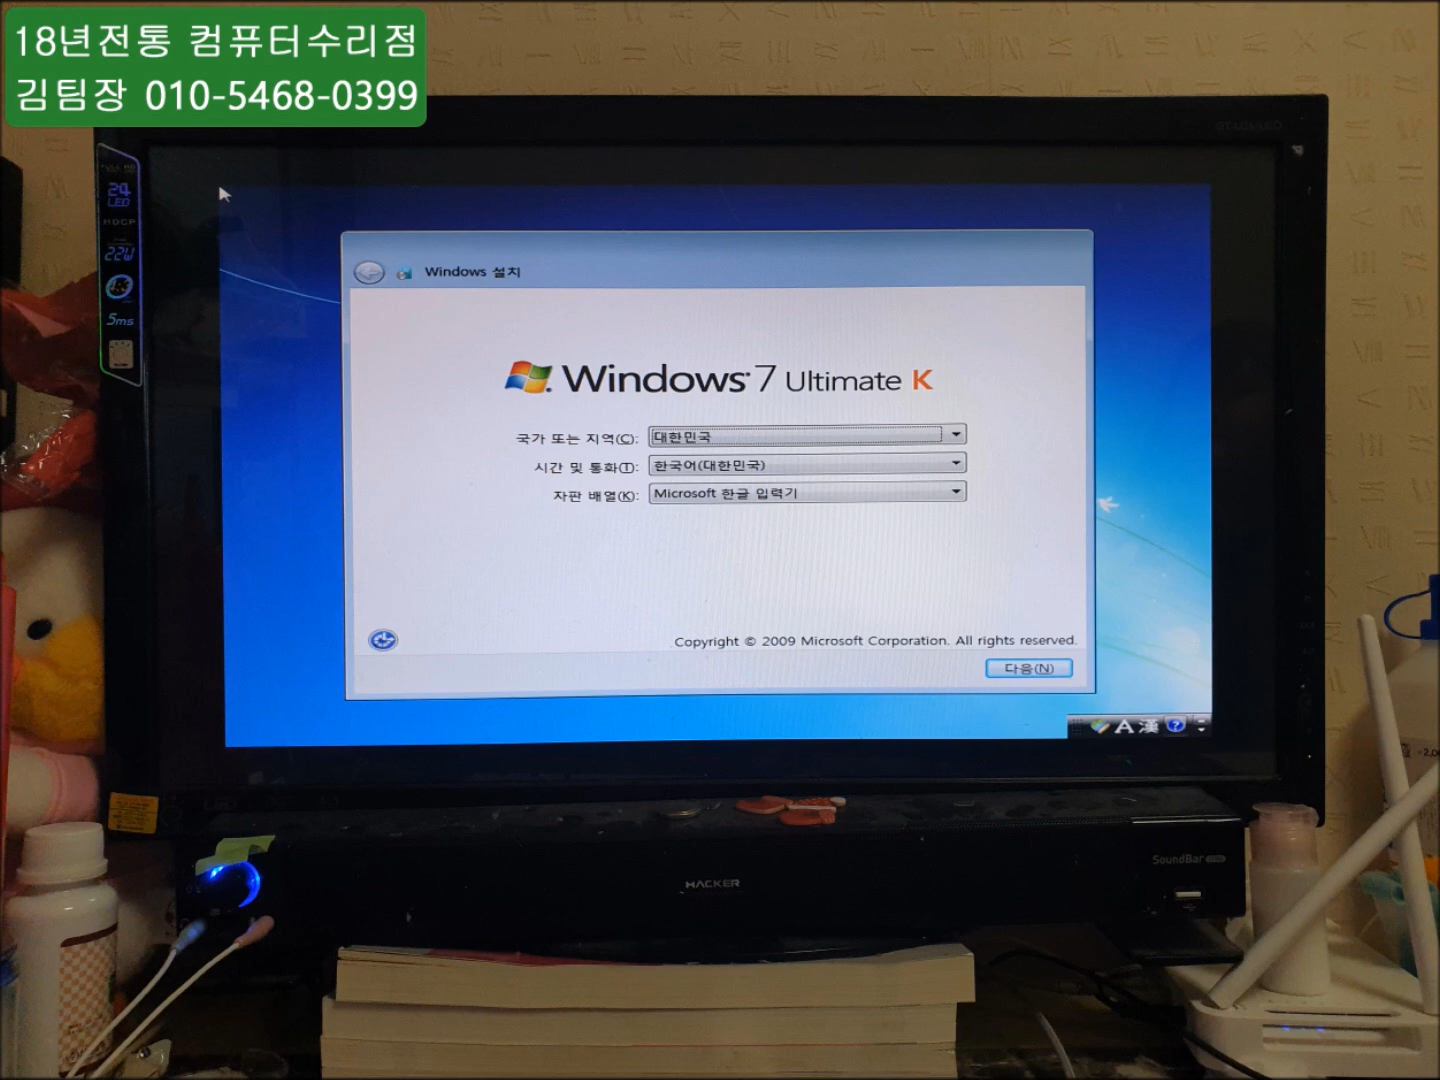 18년전통 컴퓨터수리점
김팀장 010-5468-0399
24
LED
HDCP
22W
5ms
Windows 설치
Windows 7 Ultimate K
국가 또는 지역(C): 대한민국
시간 및 통화(T): 한국어(대한민국)
자판 배열(K): Microsoft 한글 입력기
Copyright © 2009 Microsoft Corporation. All rights reserved.
다음(N)
A 漢 ?
HACKER
SoundBar